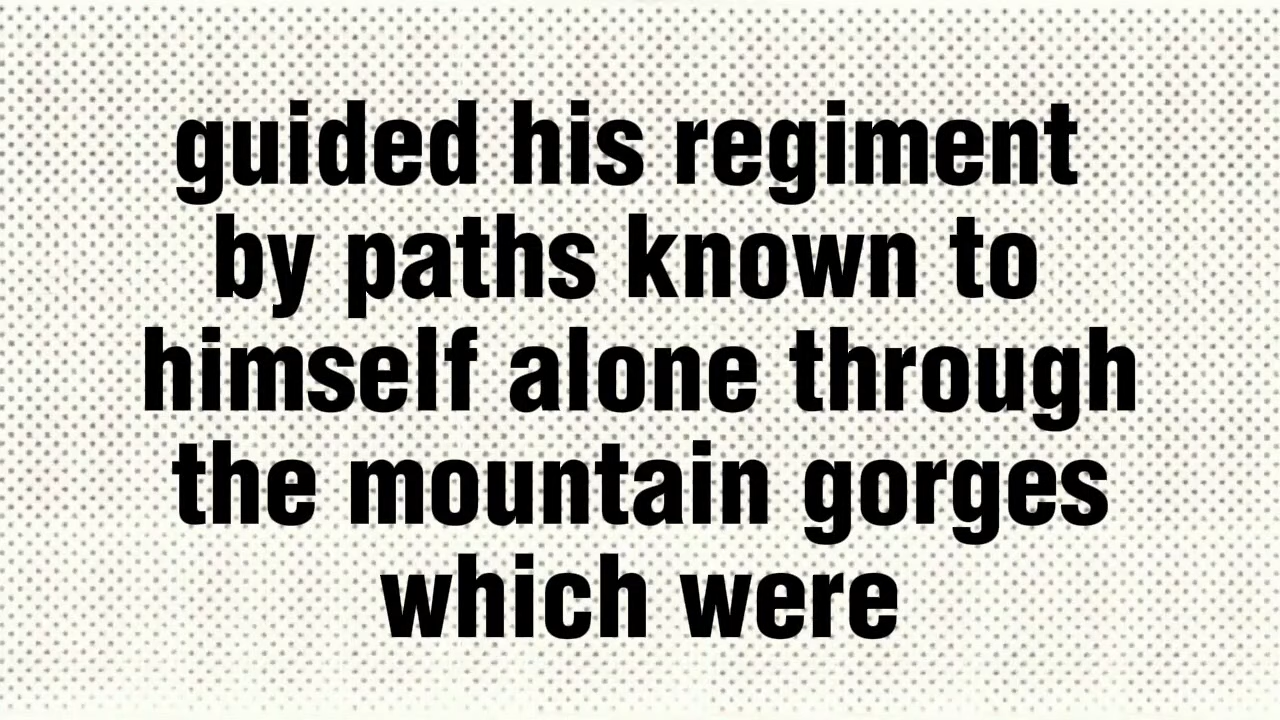 guided his regiment
by paths known to
himself alone through
the mountain gorges
which were